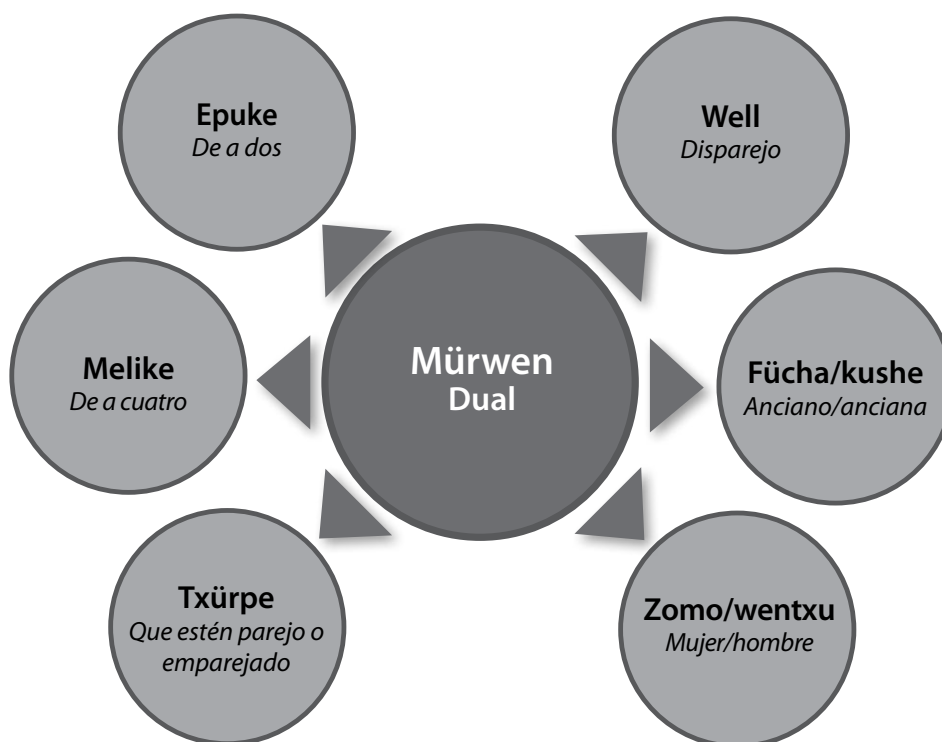 Epuke
De a dos
Well
Disparejo
Mürwen
Dual
Melike
De a cuatro
Fücha/kushe
Anciano/anciana
Txürpe
Que estén parejo o
emparejado
Zomo/wentxu
Mujer/hombre